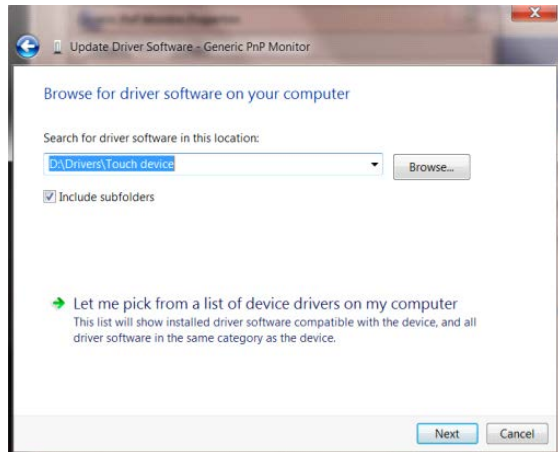 Update Driver Software - Generic PnP Monitor
Browse for driver software on your computer
Search for driver software in this location:
D:\Drivers\Touch device
Browse...
Include subfolders
Let me pick from a list of device drivers on my computer
This list will show installed driver software compatible with the device, and all
driver software in the same category as the device.
Next
Cancel